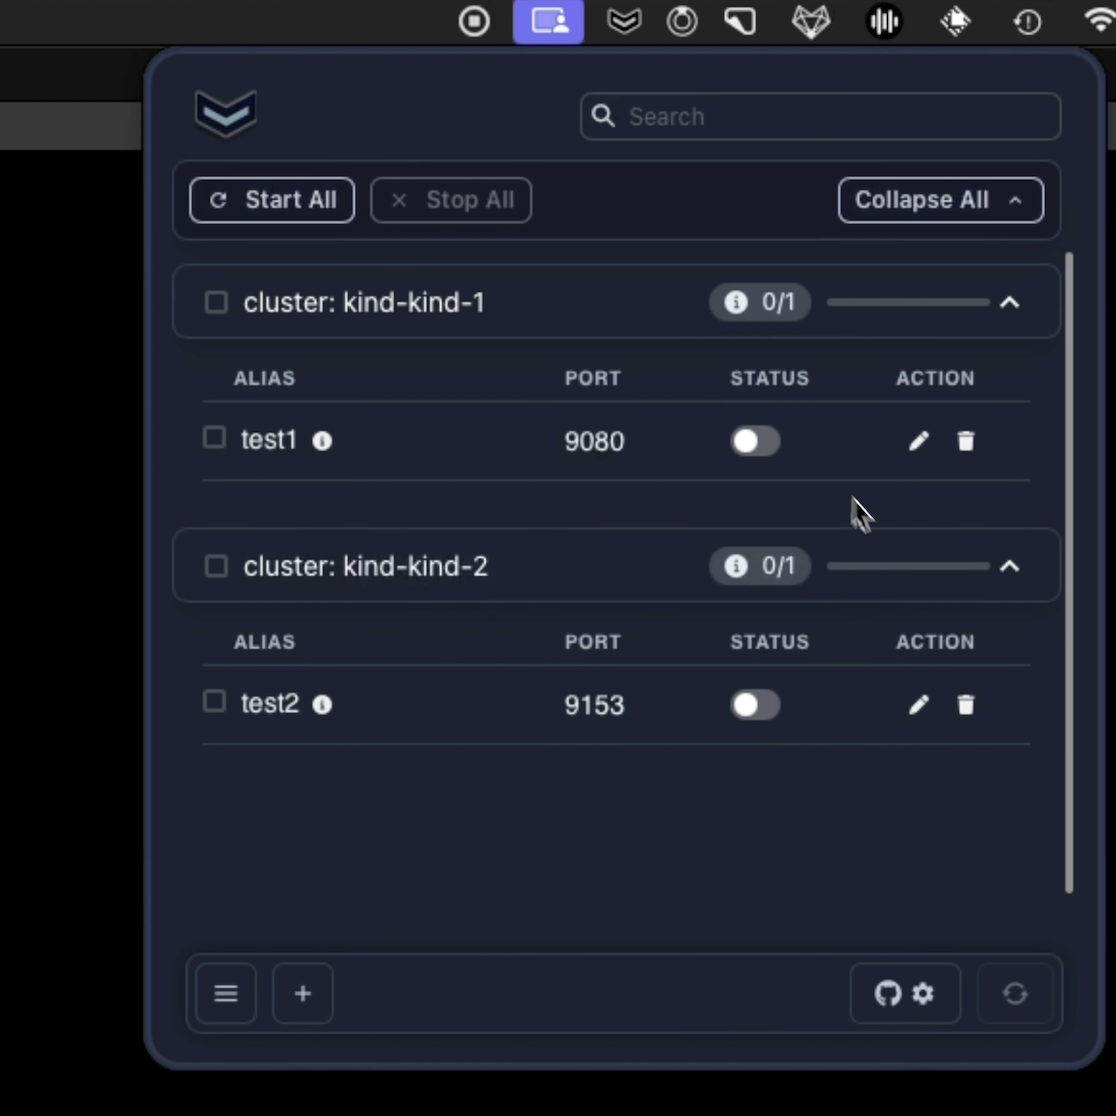 Search
Start All Stop All Collapse All
cluster: kind-kind-1 0/1
ALIAS PORT STATUS ACTION
test1 9080
cluster: kind-kind-2 0/1
ALIAS PORT STATUS ACTION
test2 9153